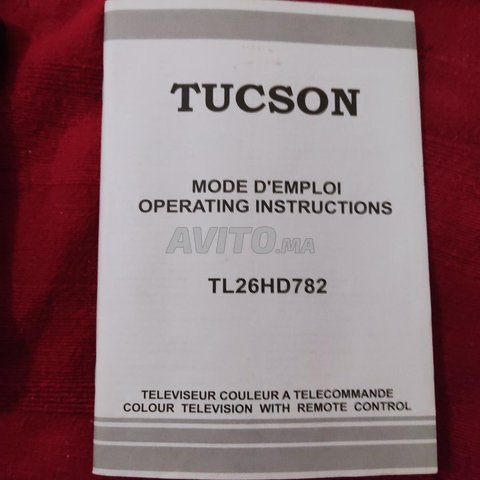 TUCSON
MODE D'EMPLOI
OPERATING INSTRUCTIONS
AVITO.MA
TL26HD782
TELEVISEUR COULEUR A TELECOMMANDE
COLOUR TELEVISION WITH REMOTE CONTROL